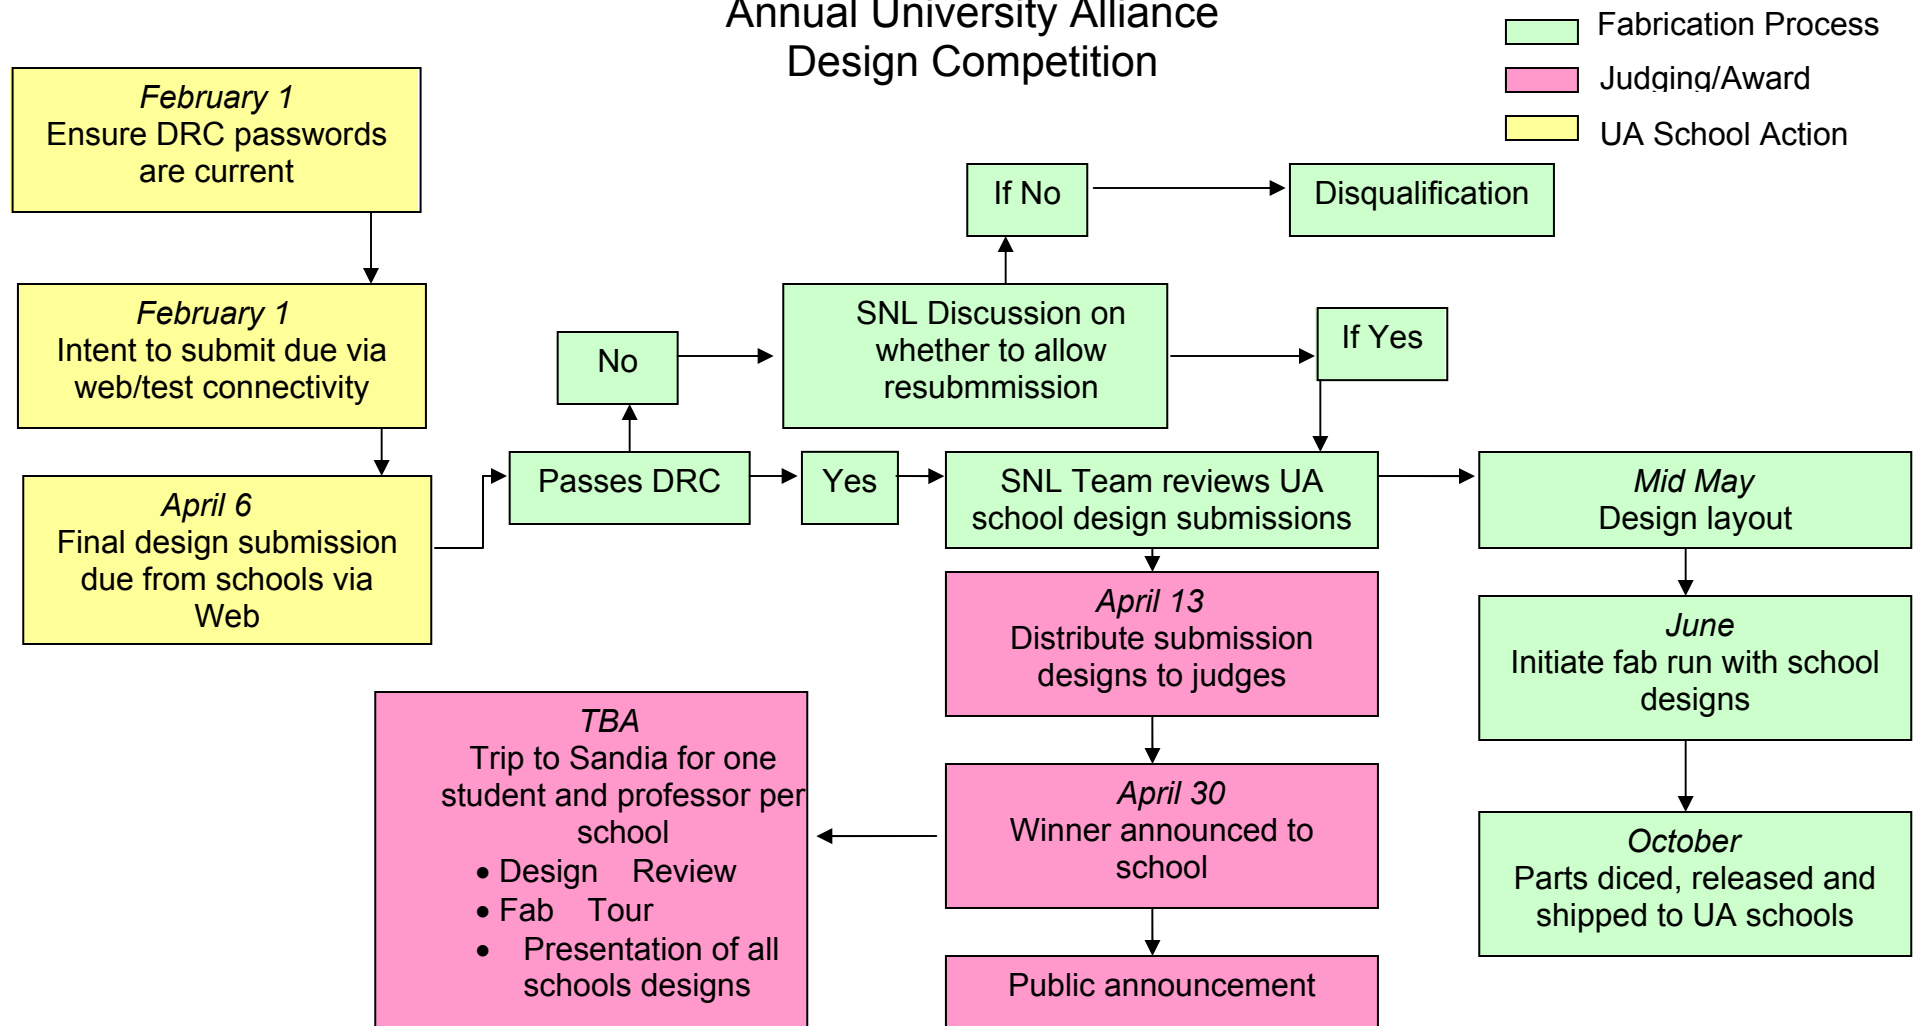 Annual University Alliance
Design Competition
Fabrication Process
Judging/Award
UA School Action
February 1
Ensure DRC passwords
are current
February 1
Intent to submit due via
web/test connectivity
April 6
Final design submission
due from schools via
Web
Passes DRC
No
Yes
SNL Discussion on
whether to allow
resubmmission
If No
Disqualification
If Yes
SNL Team reviews UA
school design submissions
April 13
Distribute submission
designs to judges
April 30
Winner announced to
school
Public announcement
TBA
Trip to Sandia for one
student and professor per
school
• Design Review
• Fab Tour
• Presentation of all
schools designs
Mid May
Design layout
June
Initiate fab run with school
designs
October
Parts diced, released and
shipped to UA schools